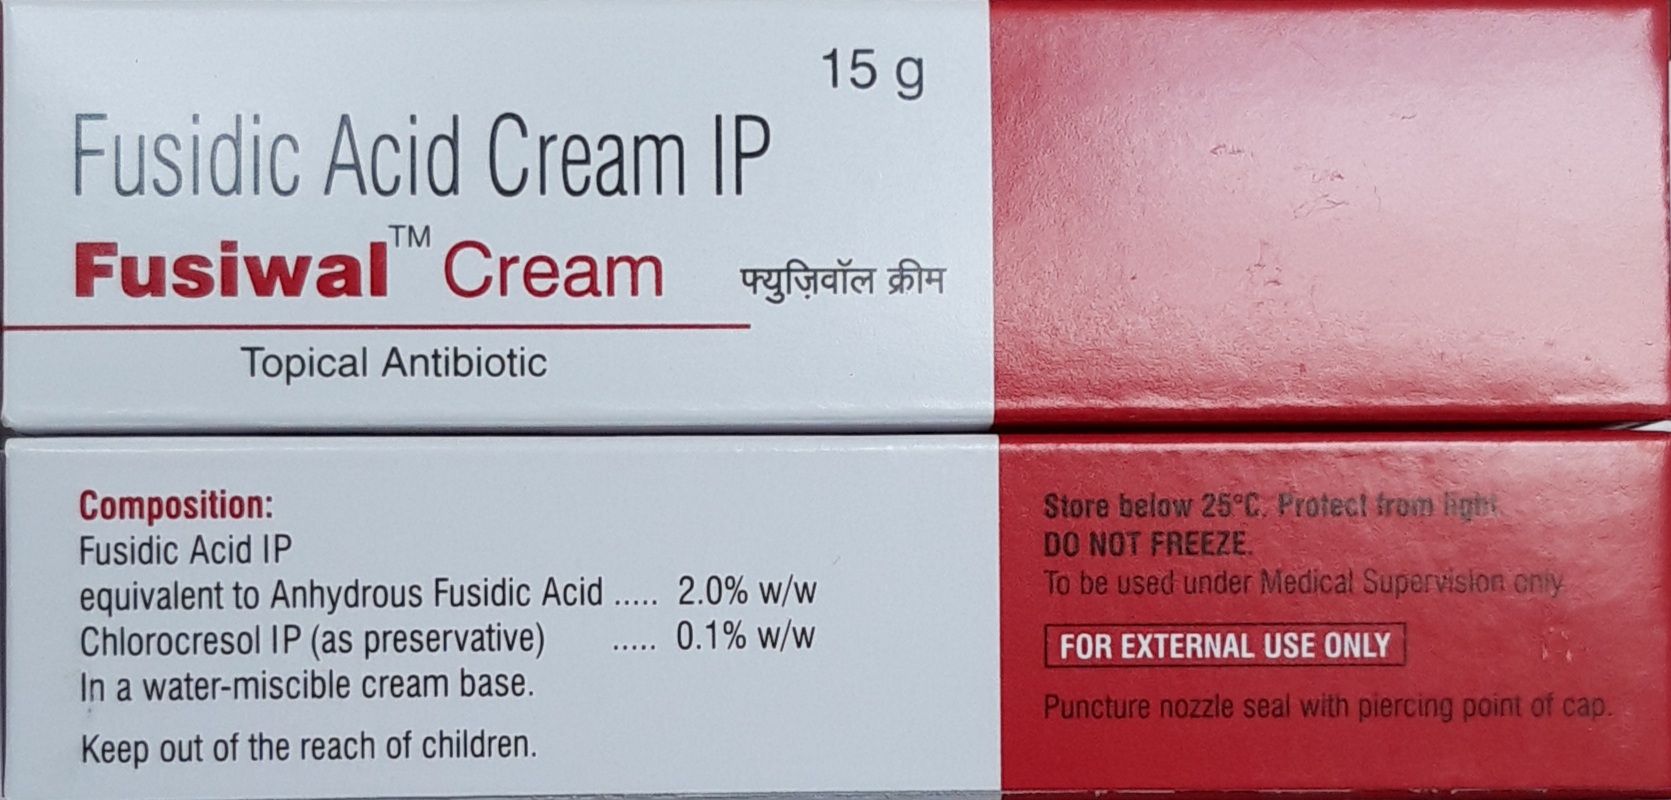 15 g
Fusidic Acid Cream IP
Fusiwal™ Cream
फ्युज़िवॉल क्रीम
Topical Antibiotic
Composition:
Fusidic Acid IP
equivalent to Anhydrous Fusidic Acid ..... 2.0% w/w
Chlorocresol IP (as preservative) ..... 0.1% w/w
In a water-miscible cream base.
Keep out of the reach of children.
Store below 25°C. Protect from light
DO NOT FREEZE.
To be used under Medical Supervision only
FOR EXTERNAL USE ONLY
Puncture nozzle seal with piercing point of cap.